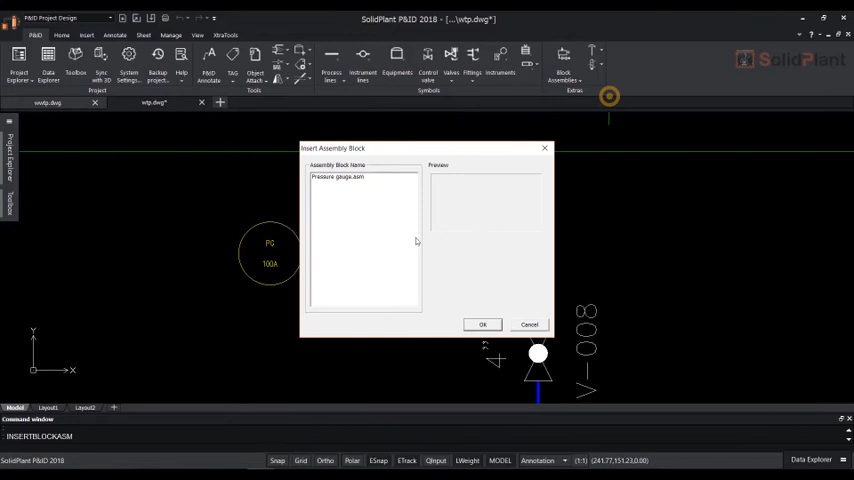 P&ID Project Design
SolidPlant P&ID 2018 - [...\wtp.dwg*]
P&ID Home Insert Annotate Sheet Manage View XtraTools
Project Explorer Data Explorer Toolbox Sync with 3D System Settings Backup project Help P&ID Annotate TAG Object Attach Process lines Instrument lines Equipments Control valve Valves Fittings Instruments Block Assemblies
SolidPlant
Project Tools Symbols Extras
wwtp.dwg wtp.dwg*
Project Explorer
Toolbox
Insert Assembly Block
Assembly Block Name Preview
Pressure gauge.asm
PG
100A
OK Cancel
4"
V-008
Y
X
Model Layout1 Layout2
Command window
: INSERTBLOCKASM
SolidPlant P&ID 2018 Snap Grid Ortho Polar ESnap ETrack QInput LWeight MODEL Annotation (1:1) (241.77,151.23,0.00) Data Explorer